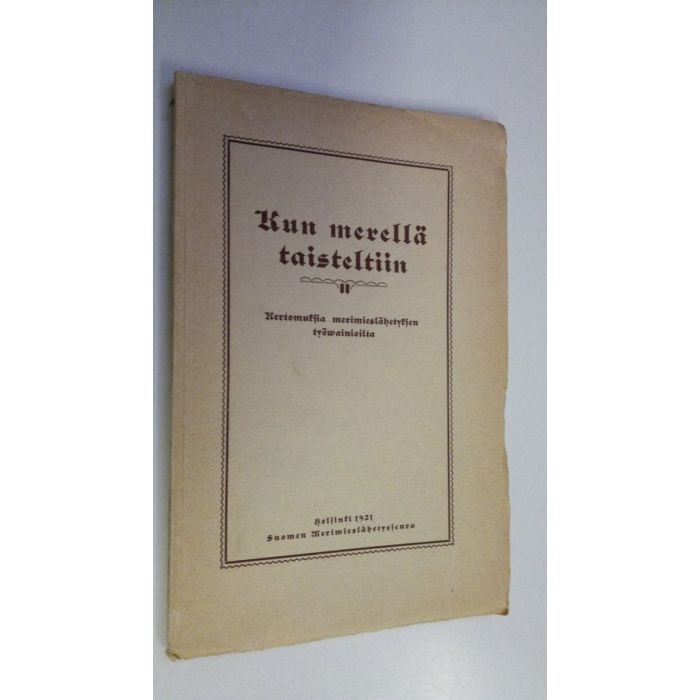 Kun merellä
taisteltiin
II
Kertomuksia merimieslähetyksen
työwainioilta
Helsinki 1921
Suomen Merimieslähetysseura